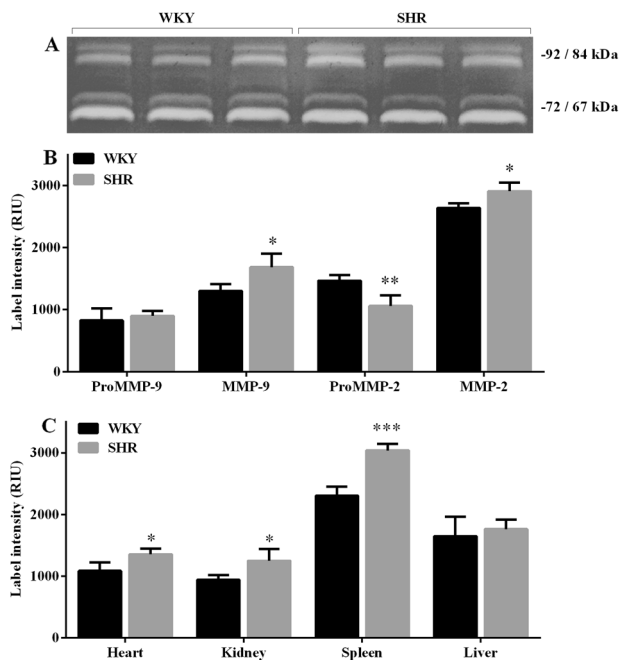 WKY SHR
A
-92 / 84 kDa
-72 / 67 kDa
B
WKY
SHR
Label intensity (RIU)
3000
2000
1000
0
*
**
*
ProMMP-9 MMP-9 ProMMP-2 MMP-2
C
WKY
SHR
Label intensity (RIU)
3000
2000
1000
0
*
*
***
Heart Kidney Spleen Liver